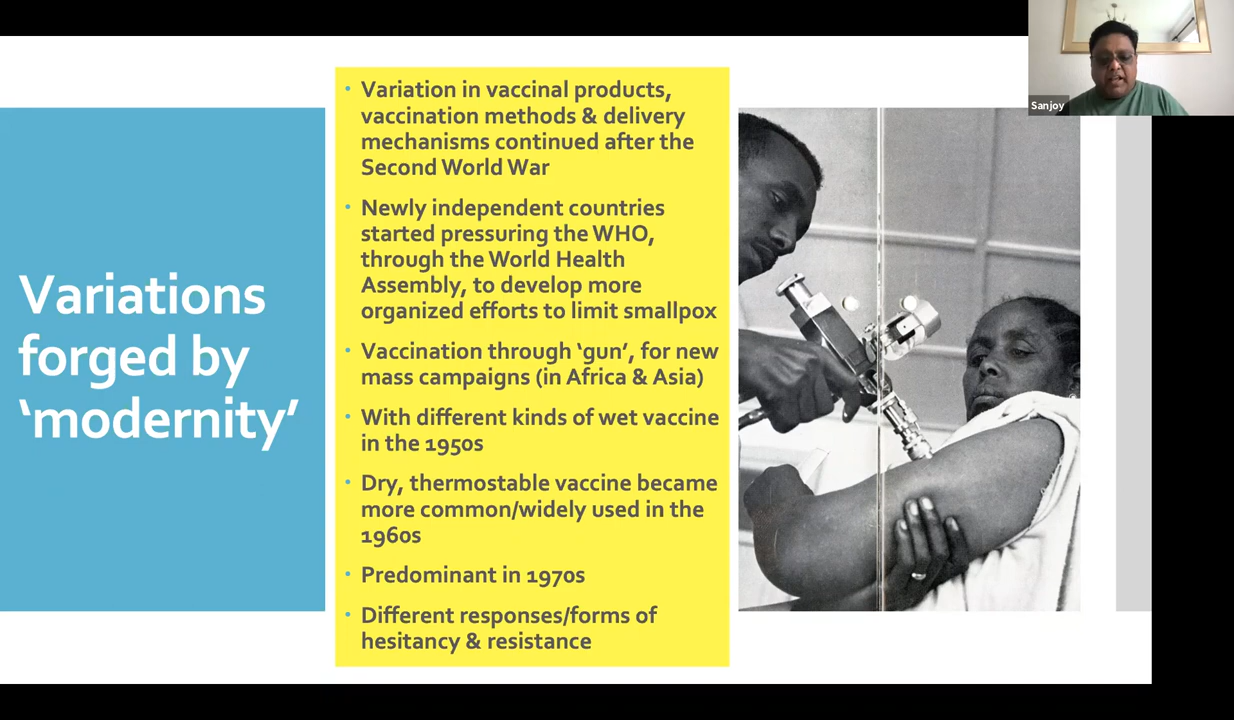 Variations
forged by
‘modernity’
• Variation in vaccinal products,
vaccination methods & delivery
mechanisms continued after the
Second World War
• Newly independent countries
started pressuring the WHO,
through the World Health
Assembly, to develop more
organized efforts to limit smallpox
• Vaccination through ‘gun’, for new
mass campaigns (in Africa & Asia)
• With different kinds of wet vaccine
in the 1950s
• Dry, thermostable vaccine became
more common/widely used in the
1960s
• Predominant in 1970s
• Different responses/forms of
hesitancy & resistance
Sanjoy